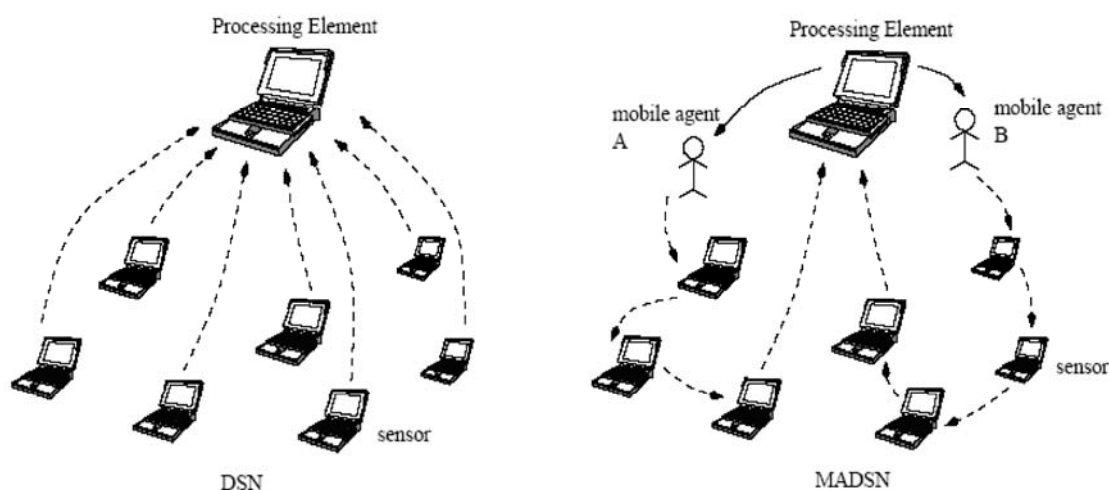 Processing Element
sensor
DSN
Processing Element
mobile agent
A
mobile agent
B
sensor
MADSN